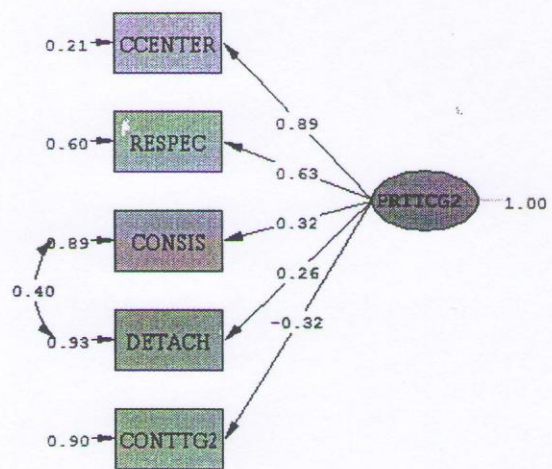 0.21 CCENTER
0.89
0.60 RESPEC
0.63
PRTTCG2 1.00
0.32
0.89 CONSIS
0.26
0.40
-0.32
0.93 DETACH
0.90 CONTTG2